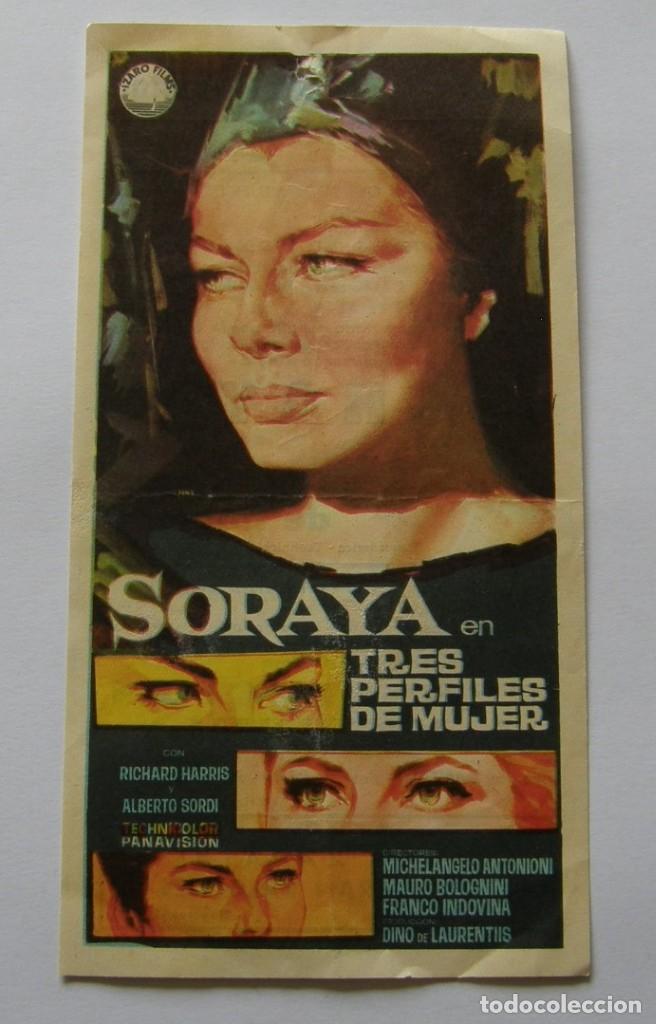 IZARO FILMS
SORAYA en
TRES
PERFILES
DE MUJER
CON
RICHARD HARRIS
Y
ALBERTO SORDI
TECHNICOLOR
PANAVISIÓN
DIRECTORES:
MICHELANGELO ANTONIONI
MAURO BOLOGNINI
FRANCO INDOVINA
PRODUCCION:
DINO DE LAURENTIIS
todocoleccion